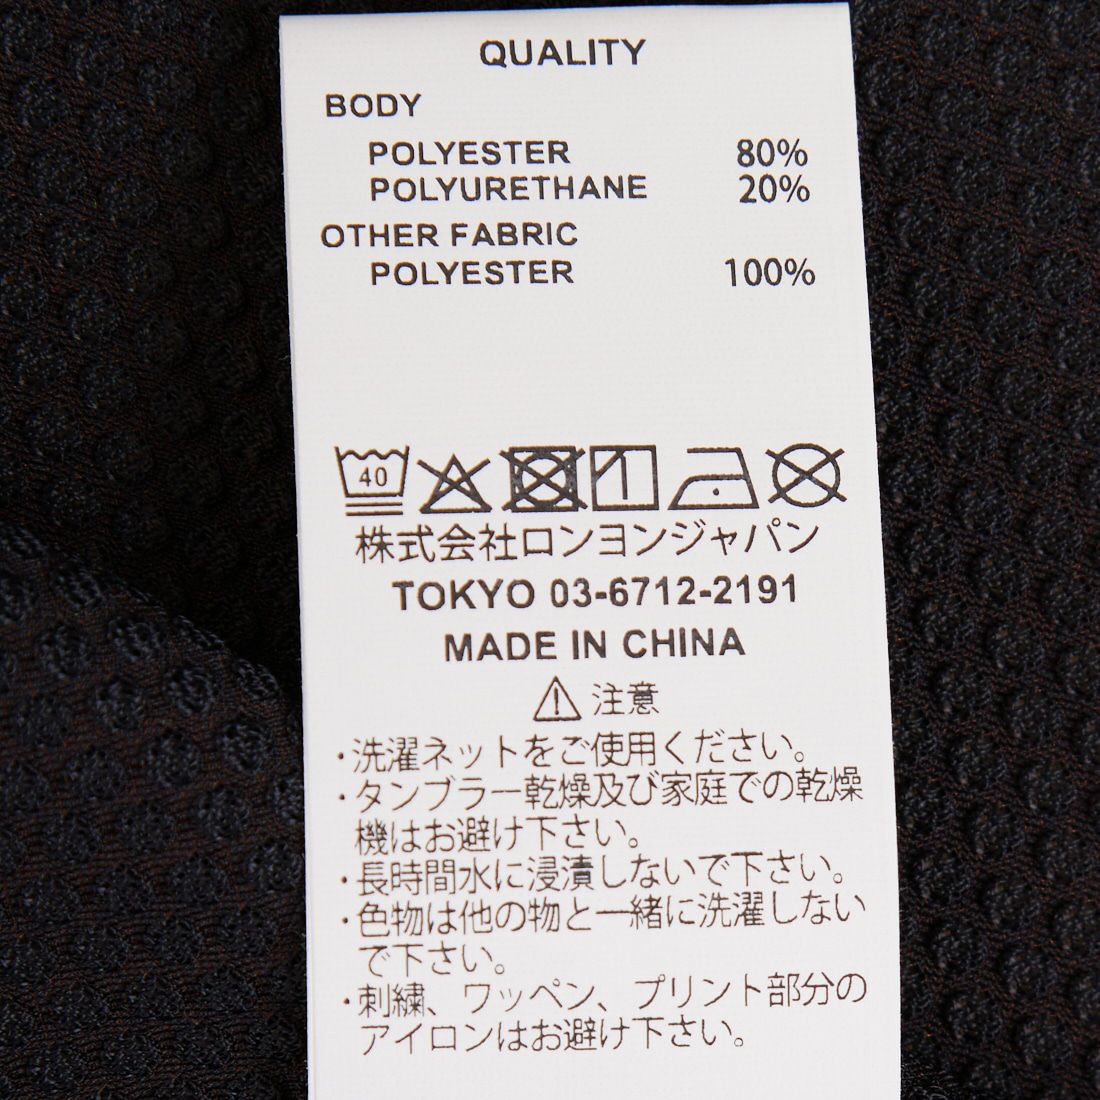 QUALITY
BODY
POLYESTER 80%
POLYURETHANE 20%
OTHER FABRIC
POLYESTER 100%
40
株式会社ロンヨンジャパン
TOKYO 03-6712-2191
MADE IN CHINA
⚠ 注意
・洗濯ネットをご使用ください。
・タンブラー乾燥及び家庭での乾燥
機はお避け下さい。
・長時間水に浸漬しないで下さい。
・色物は他の物と一緒に洗濯しない
で下さい。
・刺繍、ワッペン、プリント部分の
アイロンはお避け下さい。